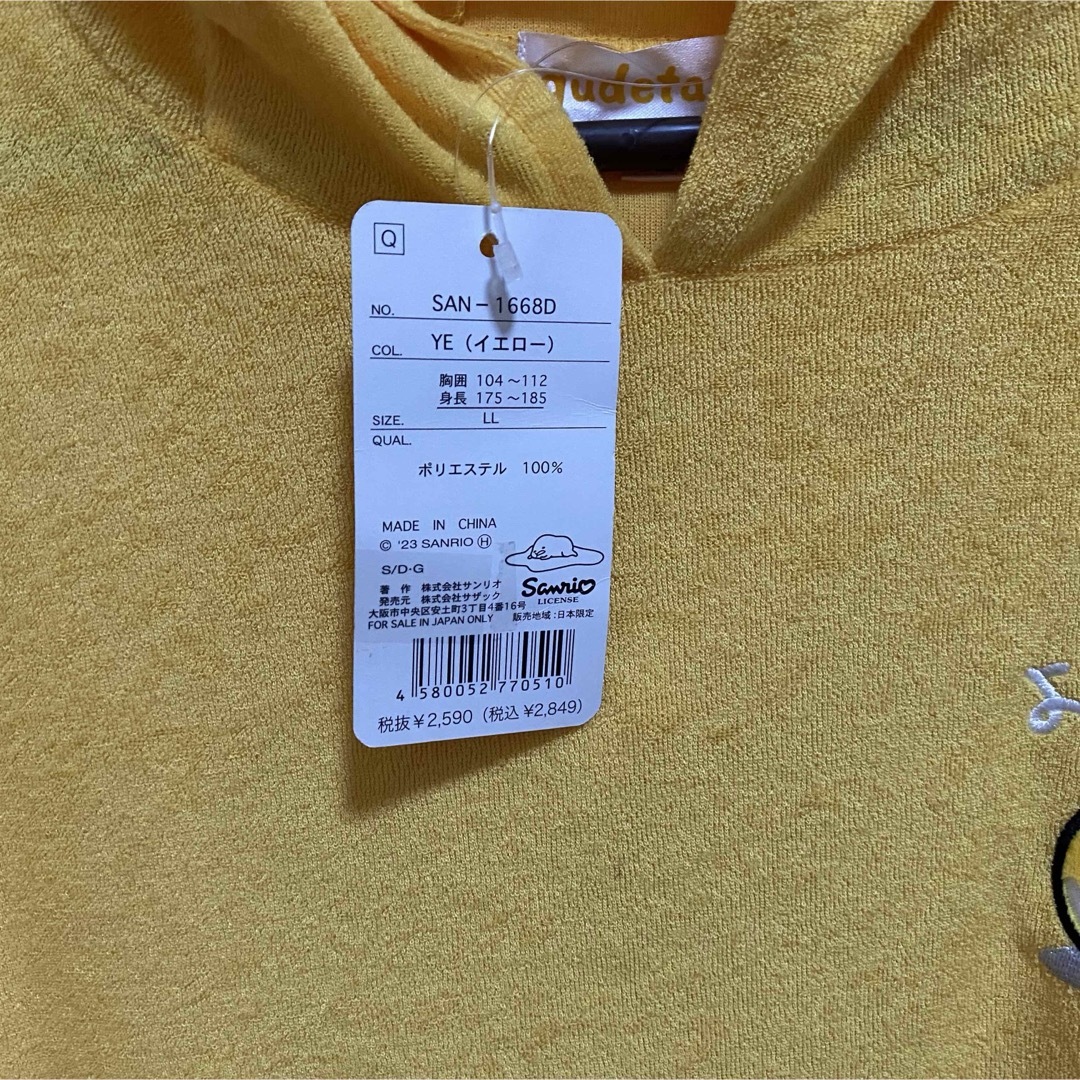 gudeta
Q
NO. SAN-1668D
COL. YE（イエロー）
胸囲 104～112
身長 175～185
SIZE. LL
QUAL.
ポリエステル 100%
MADE IN CHINA
© '23 SANRIO Ⓗ
S/D·G
Sanrio
LICENSE
著 作 株式会社サンリオ
発売元 株式会社サザック
大阪市中央区安土町3丁目4番16号
FOR SALE IN JAPAN ONLY 販売地域:日本限定
4 580052 770510
税抜￥2,590（税込￥2,849）